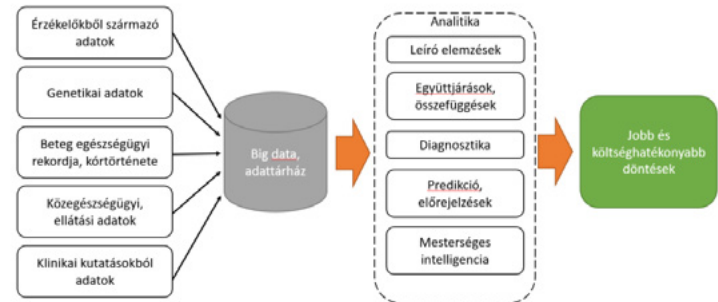 Érzékelőkből származó
adatok
Genetikai adatok
Beteg egészségügyi
rekordja, kórtörténete
Közegészségügyi,
ellátási adatok
Klinikai kutatásokból
adatok
Big data,
adattárház
Analitika
Leíró elemzések
Együttjárások,
összefüggések
Diagnosztika
Predikció,
előrejelzések
Mesterséges
intelligencia
Jobb és
költséghatékonyabb
döntések